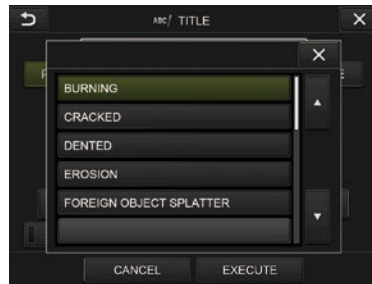 ABC/ TITLE
BURNING
CRACKED
DENTED
EROSION
FOREIGN OBJECT SPLATTER
CANCEL
EXECUTE